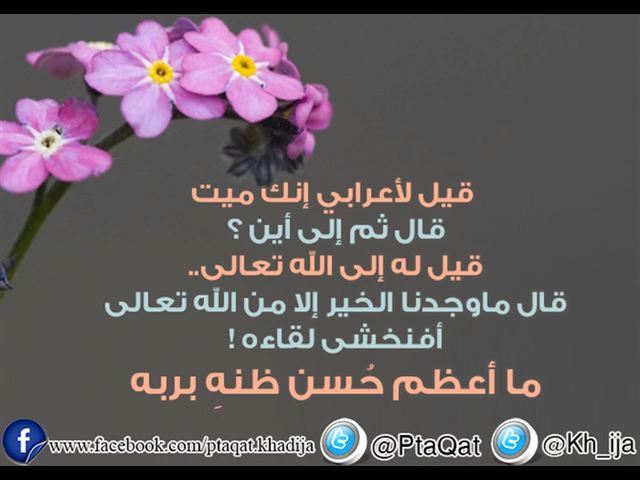 قيل لأعرابي إنك ميت
قال ثم إلى أين ؟
قيل له إلى الله تعالى..
قال ماوجدنا الخير إلا من الله تعالى
أفنخشى لقاءه !
ما أعظم حُسن ظنهِ بربه
www.facebook.com/ptaqat.khadija @PtaQat @Kh_ija